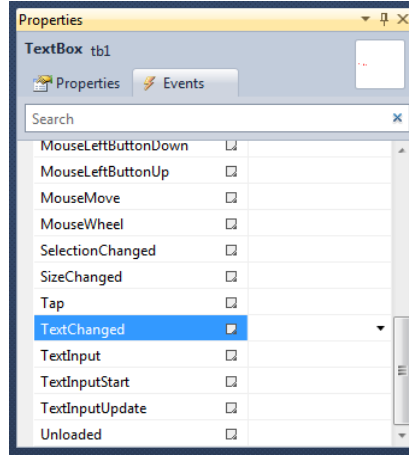 Properties
TextBox tb1
Properties Events
Search
MouseLeftButtonDown
MouseLeftButtonUp
MouseMove
MouseWheel
SelectionChanged
SizeChanged
Tap
TextChanged
TextInput
TextInputStart
TextInputUpdate
Unloaded